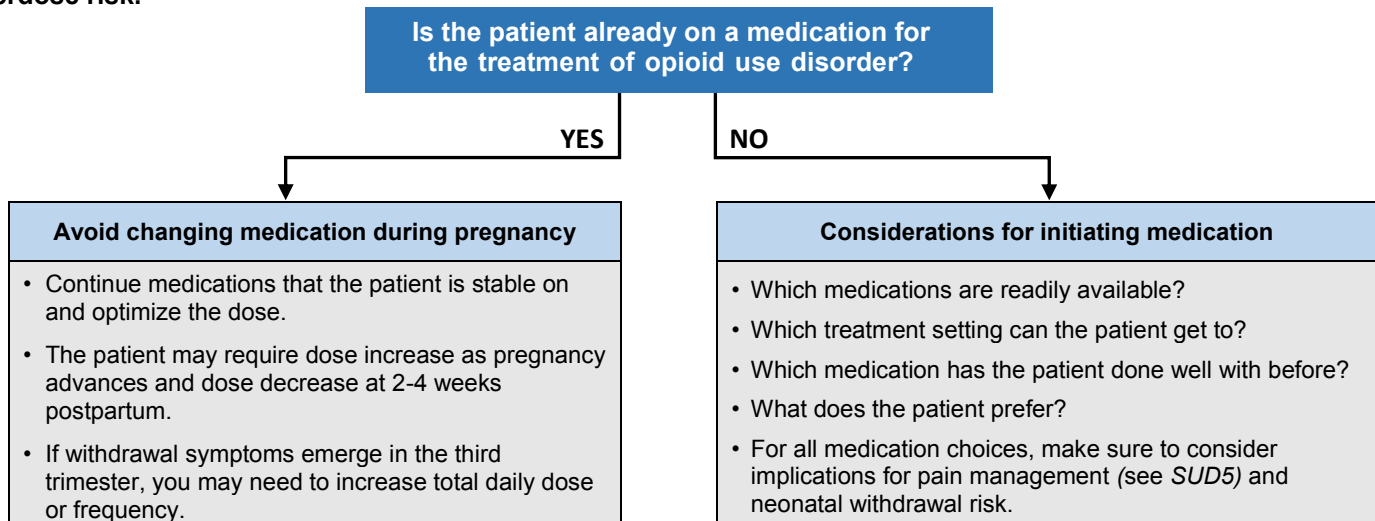 Is the patient already on a medication for
the treatment of opioid use disorder?
YES
NO
Avoid changing medication during pregnancy
• Continue medications that the patient is stable on
and optimize the dose.
• The patient may require dose increase as pregnancy
advances and dose decrease at 2-4 weeks
postpartum.
• If withdrawal symptoms emerge in the third
trimester, you may need to increase total daily dose
or frequency.
Considerations for initiating medication
• Which medications are readily available?
• Which treatment setting can the patient get to?
• Which medication has the patient done well with before?
• What does the patient prefer?
• For all medication choices, make sure to consider
implications for pain management (see SUD5) and
neonatal withdrawal risk.